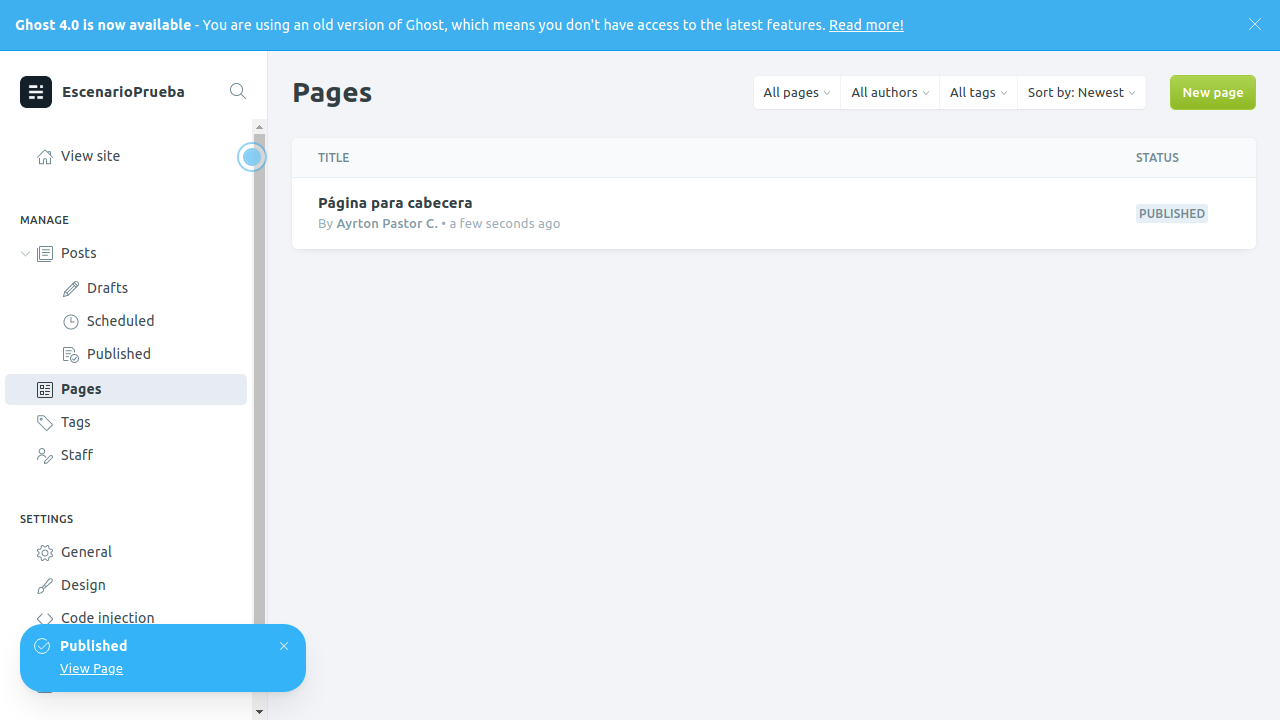 Ghost 4.0 is now available - You are using an old version of Ghost, which means you don't have access to the latest features. Read more!
EscenarioPrueba
View site
MANAGE
Posts
Drafts
Scheduled
Published
Pages
Tags
Staff
SETTINGS
General
Design
Code injection
Published
View Page
Pages
All pages
All authors
All tags
Sort by: Newest
New page
TITLE
STATUS
Página para cabecera
By Ayrton Pastor C. • a few seconds ago
PUBLISHED